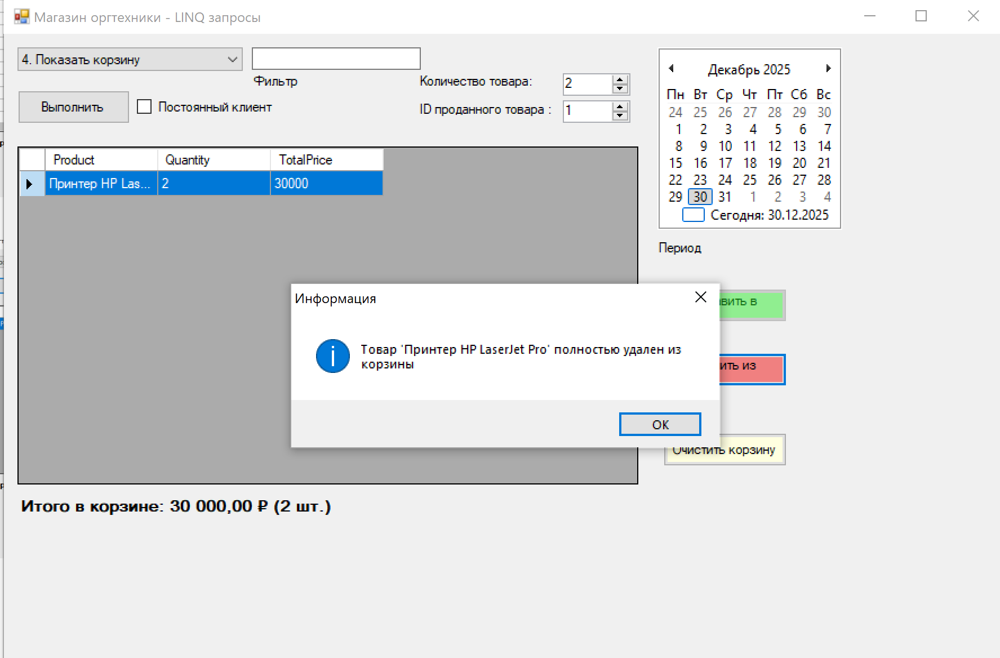 Магазин оргтехники - LINQ запросы
4. Показать корзину
Фильтр
Количество товара: 2
Выполнить
Постоянный клиент
ID проданного товара : 1
Декабрь 2025
Пн Вт Ср Чт Пт Сб Вс
24 25 26 27 28 29 30
1 2 3 4 5 6 7
8 9 10 11 12 13 14
15 16 17 18 19 20 21
22 23 24 25 26 27 28
29 30 31 1 2 3 4
Сегодня: 30.12.2025
Период
Product Quantity TotalPrice
Принтер HP Las... 2 30000
Информация
Товар 'Принтер HP LaserJet Pro' полностью удален из
корзины
OK
вить в
ить из
Очистить корзину
Итого в корзине: 30 000,00 ₽ (2 шт.)